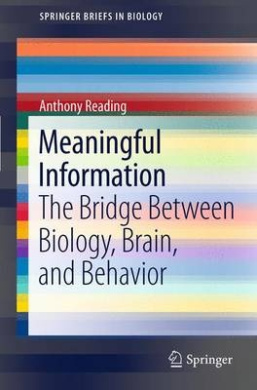 SPRINGER BRIEFS IN BIOLOGY
Anthony Reading
Meaningful
Information
The Bridge Between
Biology, Brain,
and Behavior
Springer